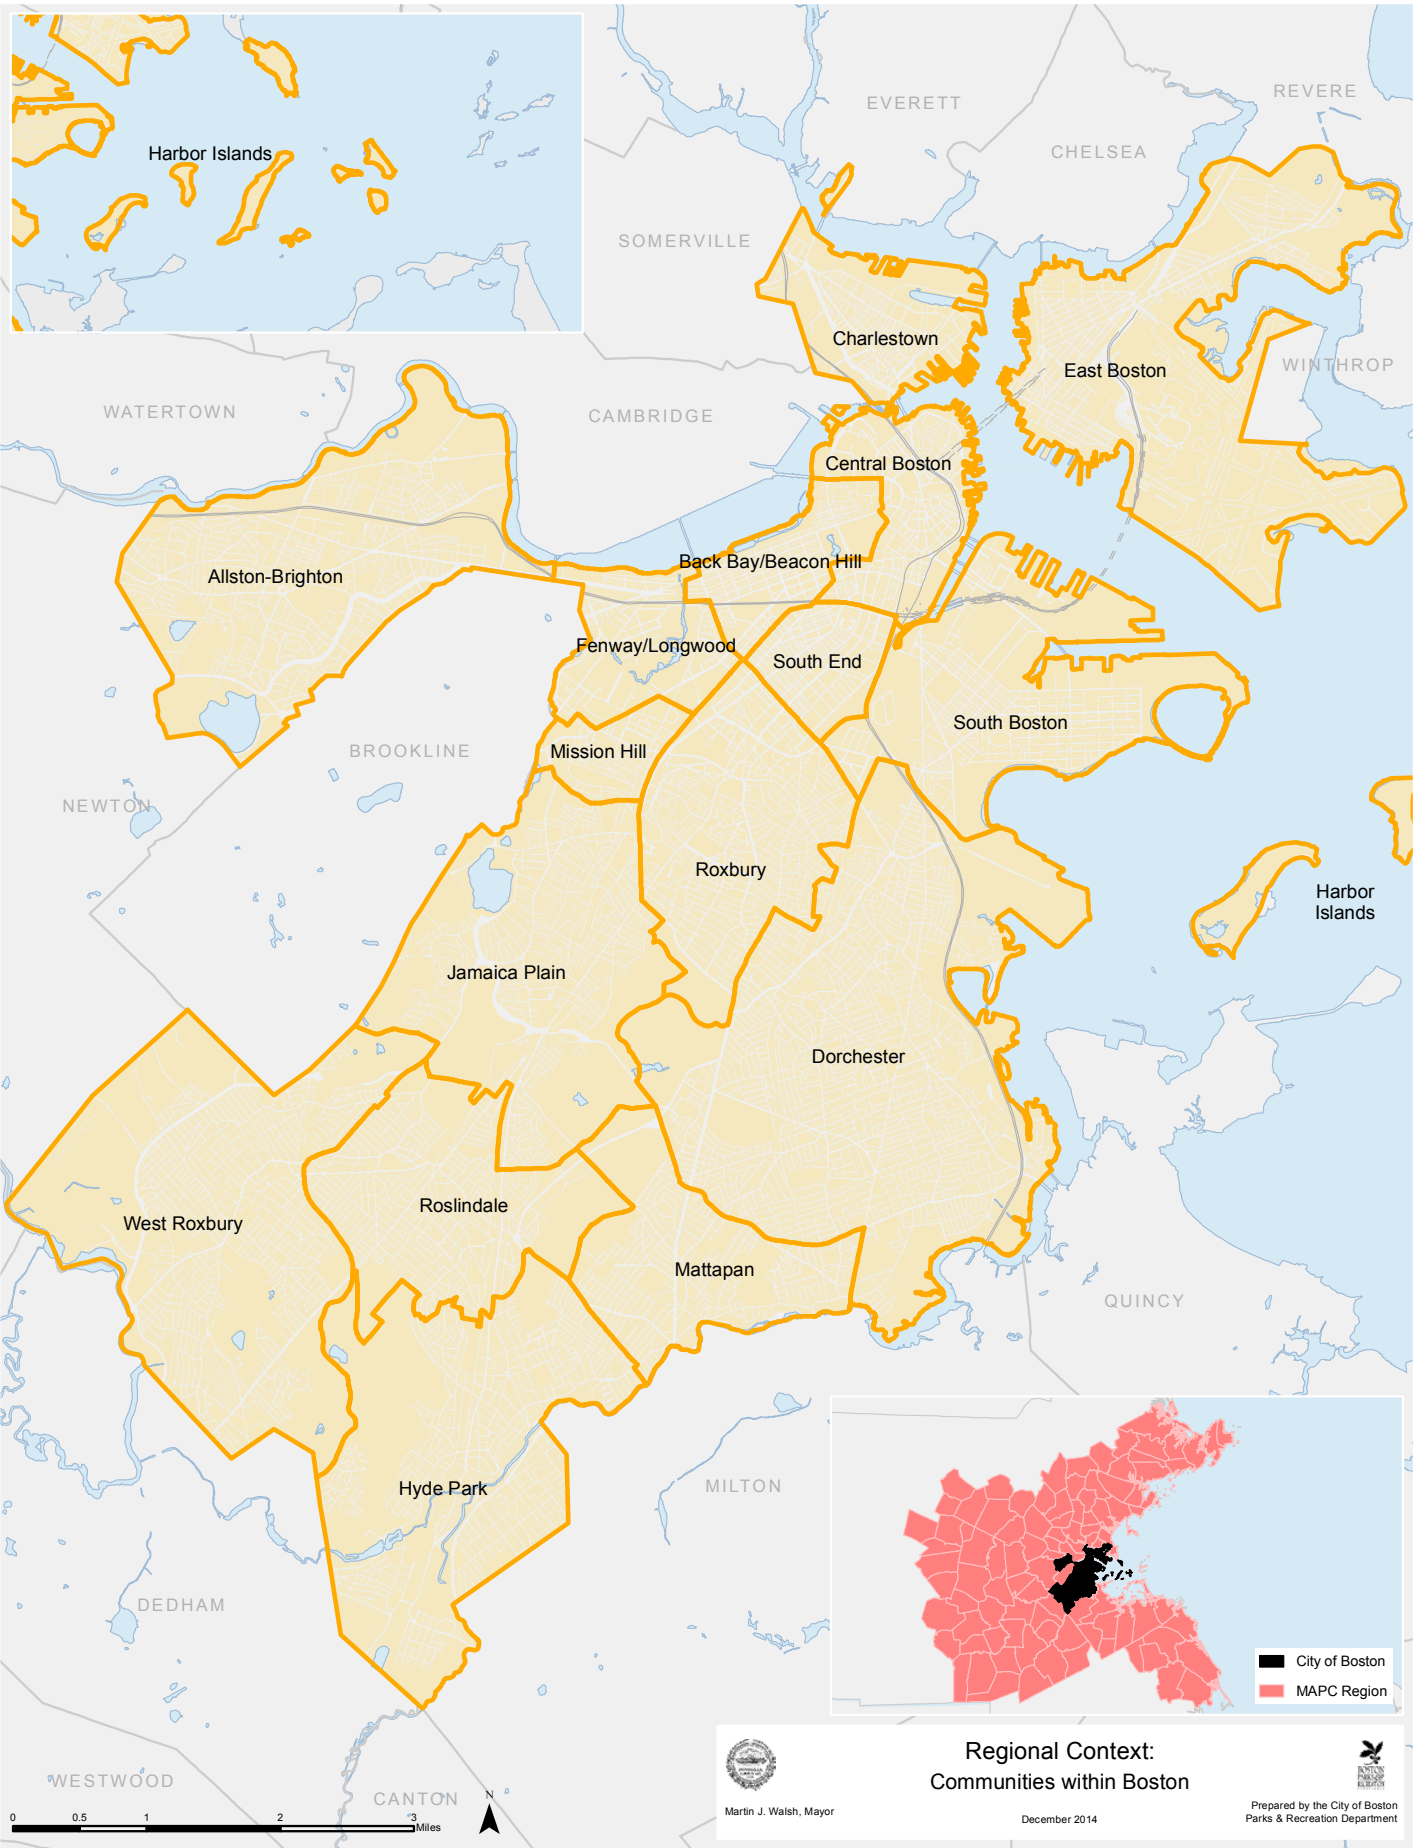 Harbor Islands
EVERETT
REVERE
CHELSEA
SOMERVILLE
Charlestown
East Boston
WINTHROP
WATERTOWN
CAMBRIDGE
Central Boston
Allston-Brighton
Back Bay/Beacon Hill
Fenway/Longwood
South End
South Boston
BROOKLINE
Mission Hill
NEWTON
Roxbury
Harbor
Islands
Jamaica Plain
Dorchester
Roslindale
West Roxbury
Mattapan
QUINCY
Hyde Park
MILTON
DEDHAM
City of Boston
MAPC Region
WESTWOOD
CANTON
N
0 0.5 1 2 3
Miles
Regional Context:
Communities within Boston
Martin J. Walsh, Mayor
December 2014
BOSTON
PARKS &
RECREATION
Prepared by the City of Boston
Parks & Recreation Department